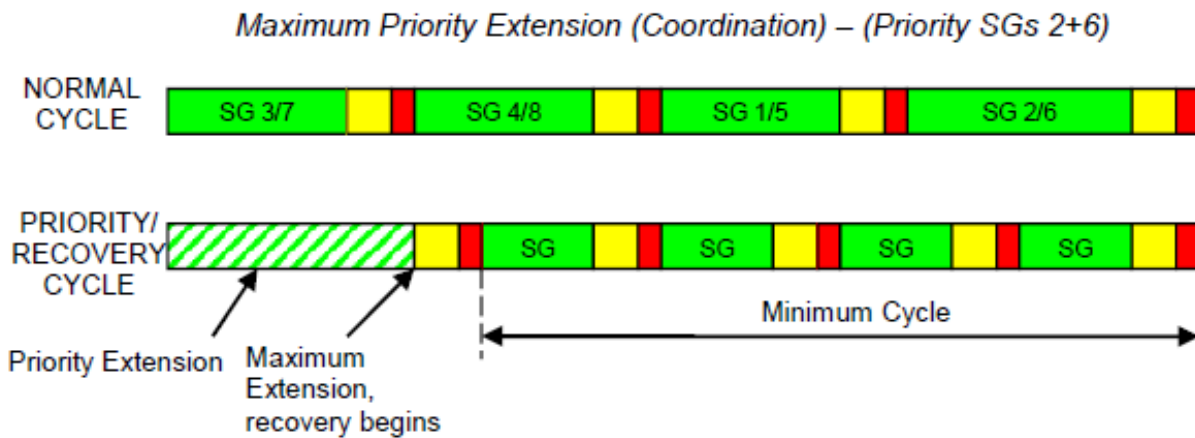 Maximum Priority Extension (Coordination) – (Priority SGs 2+6)
NORMAL
CYCLE
SG 3/7
SG 4/8
SG 1/5
SG 2/6
PRIORITY/
RECOVERY
CYCLE
SG
SG
SG
SG
Minimum Cycle
Priority Extension
Maximum
Extension,
recovery begins